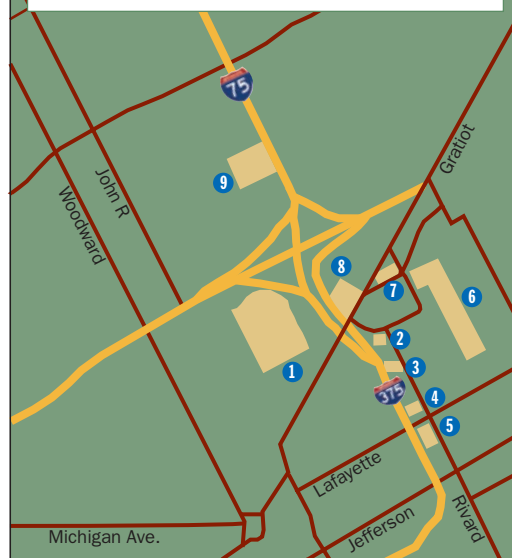 75
Gratiot
9
John R
Woodward
8
7
6
2
1
3
375
4
5
Lafayette
Rivard
Jefferson
Michigan Ave.